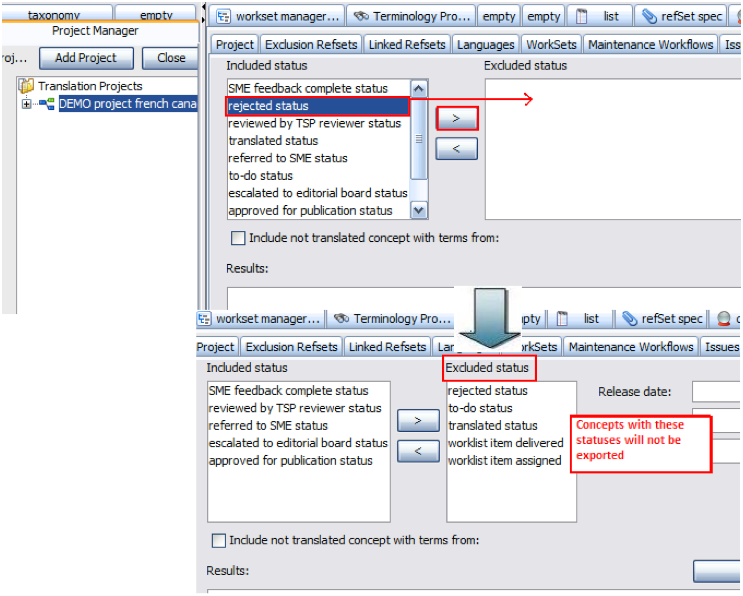 taxonomy
empty
Project Manager
Add Project
Close
Translation Projects
DEMO project french cana
workset manager...
Terminology Pro...
empty
empty
list
refSet spec
Project
Exclusion Refsets
Linked Refsets
Languages
WorkSets
Maintenance Workflows
Iss
Included status
Excluded status
SME feedback complete status
rejected status
reviewed by TSP reviewer status
translated status
referred to SME status
to-do status
escalated to editorial board status
approved for publication status
>
<
Include not translated concept with terms from:
Results:
workset manager...
Terminology Pro...
pty
list
refSet spec
Project
Exclusion Refsets
Linked Refsets
La
rkSets
Maintenance Workflows
Issues
Included status
Excluded status
SME feedback complete status
reviewed by TSP reviewer status
referred to SME status
escalated to editorial board status
approved for publication status
>
<
rejected status
to-do status
translated status
worklist item delivered
worklist item assigned
Release date:
Concepts with these
statuses will not be
exported
Include not translated concept with terms from:
Results: